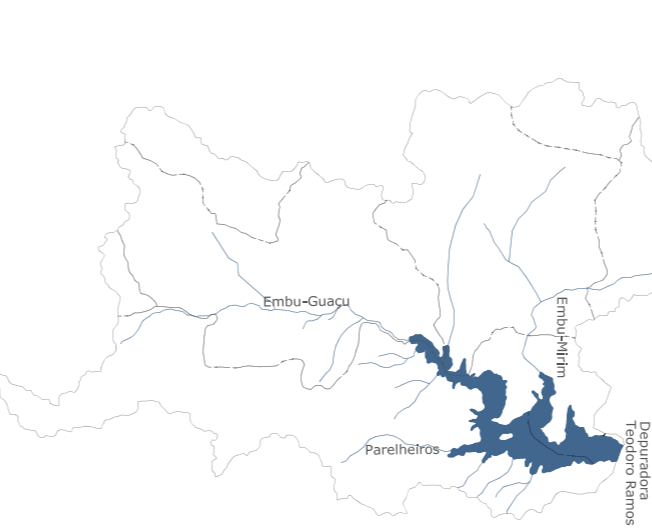 Embu-Guaçu
Embu-Mirim
Parelheiros
Depuradora
Teodoro Ramos